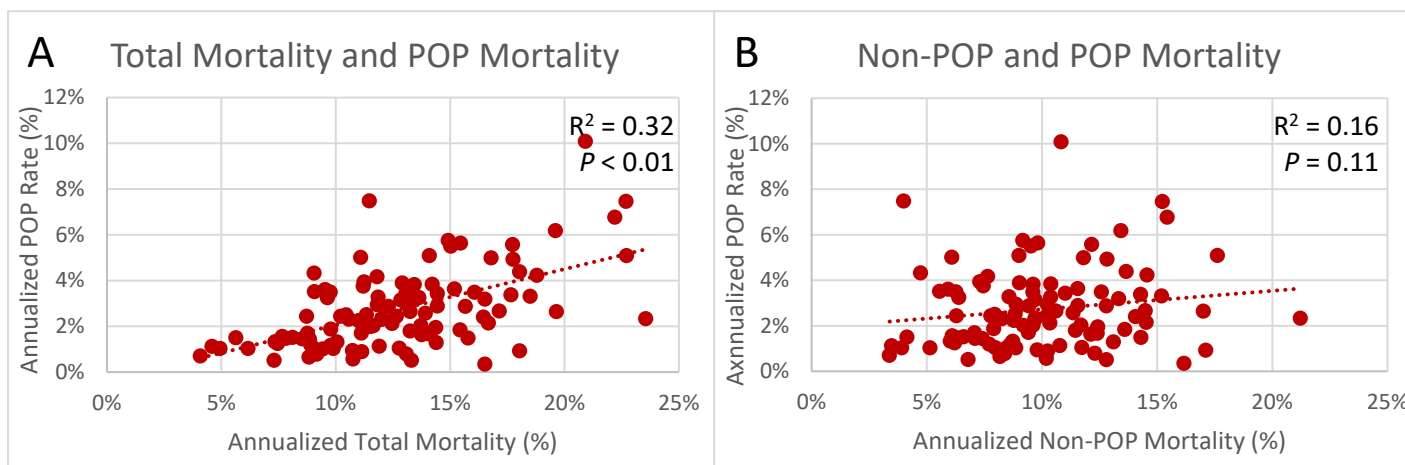 A
Total Mortality and POP Mortality
Annualized POP Rate (%)
12%
10%
8%
6%
4%
2%
0%
R² = 0.32
P < 0.01
0%
5%
10%
15%
20%
25%
Annualized Total Mortality (%)
B
Non-POP and POP Mortality
Axnnualized POP Rate (%)
12%
10%
8%
6%
4%
2%
0%
R² = 0.16
P = 0.11
0%
5%
10%
15%
20%
25%
Annualized Non-POP Mortality (%)